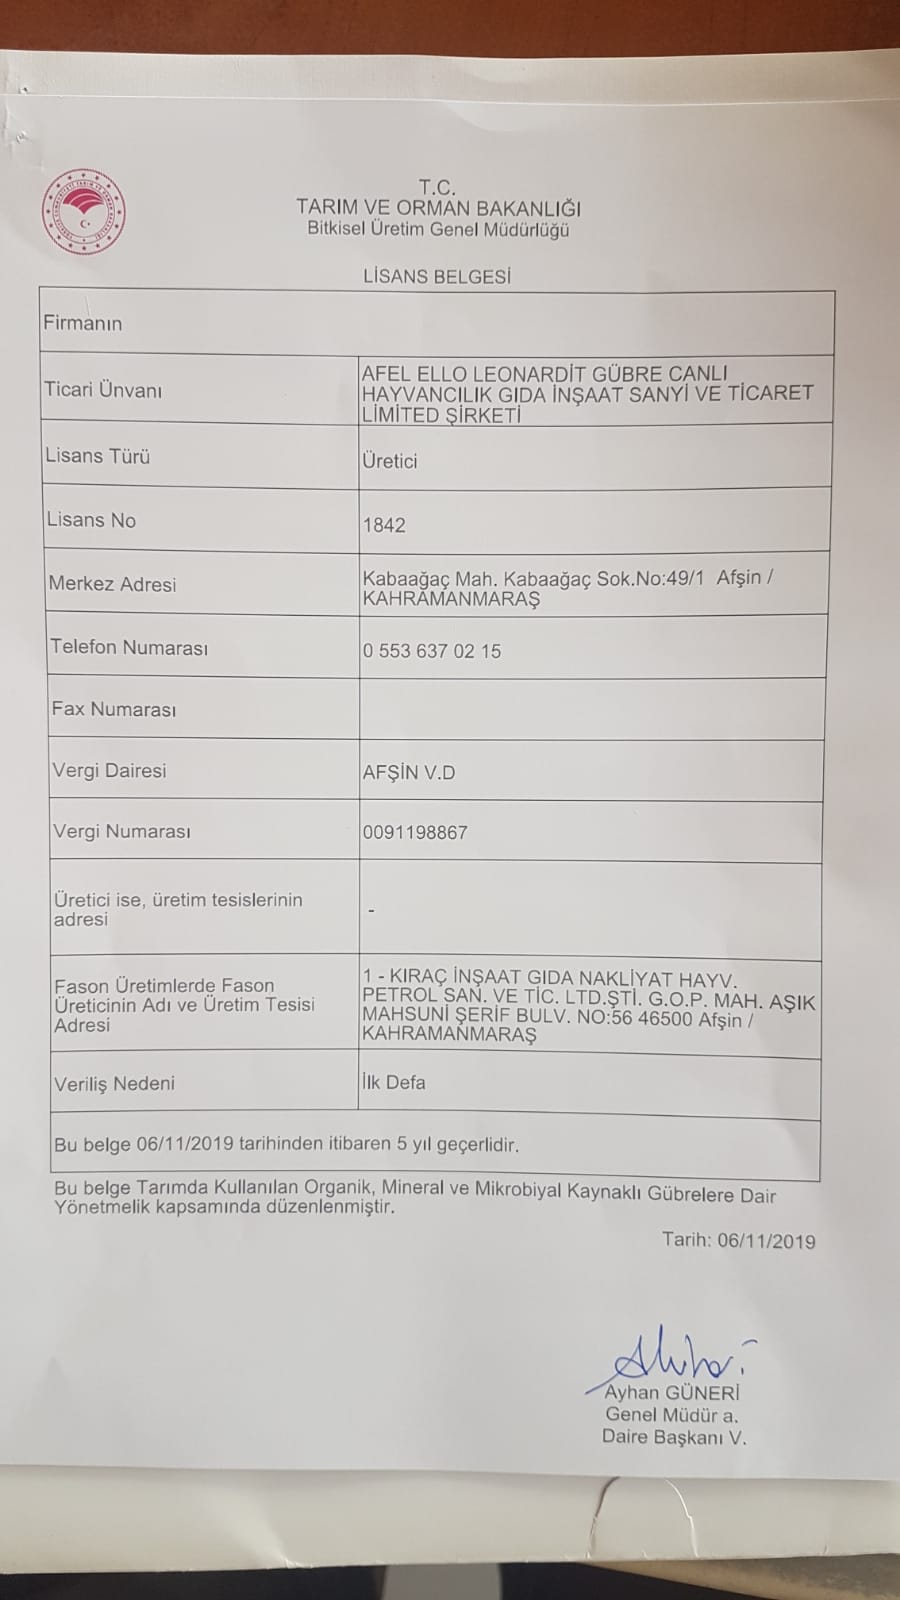 T.C.
TARIM VE ORMAN BAKANLIĞI
Bitkisel Üretim Genel Müdürlüğü
LİSANS BELGESİ
Firmanın
Ticari Ünvanı
AFEL ELLO LEONARDİT GÜBRE CANLI
HAYVANCILIK GIDA İNŞAAT SANYİ VE TİCARET
LİMİTED ŞİRKETİ
Lisans Türü
Üretici
Lisans No
1842
Merkez Adresi
Kabaağaç Mah. Kabaağaç Sok.No:49/1 Afşin /
KAHRAMANMARAŞ
Telefon Numarası
0 553 637 02 15
Fax Numarası
Vergi Dairesi
AFŞİN V.D
Vergi Numarası
0091198867
Üretici ise, üretim tesislerinin
adresi
-
Fason Üretimlerde Fason
Üreticinin Adı ve Üretim Tesisi
Adresi
1 - KIRAÇ İNŞAAT GIDA NAKLİYAT HAYV.
PETROL SAN. VE TİC. LTD.ŞTİ. G.O.P. MAH. AŞIK
MAHSUNİ ŞERİF BULV. NO:56 46500 Afşin /
KAHRAMANMARAŞ
Veriliş Nedeni
İlk Defa
Bu belge 06/11/2019 tarihinden itibaren 5 yıl geçerlidir.
Bu belge Tarımda Kullanılan Organik, Mineral ve Mikrobiyal Kaynaklı Gübrelere Dair
Yönetmelik kapsamında düzenlenmiştir.
Tarih: 06/11/2019
Ayhan GÜNERİ
Genel Müdür a.
Daire Başkanı V.